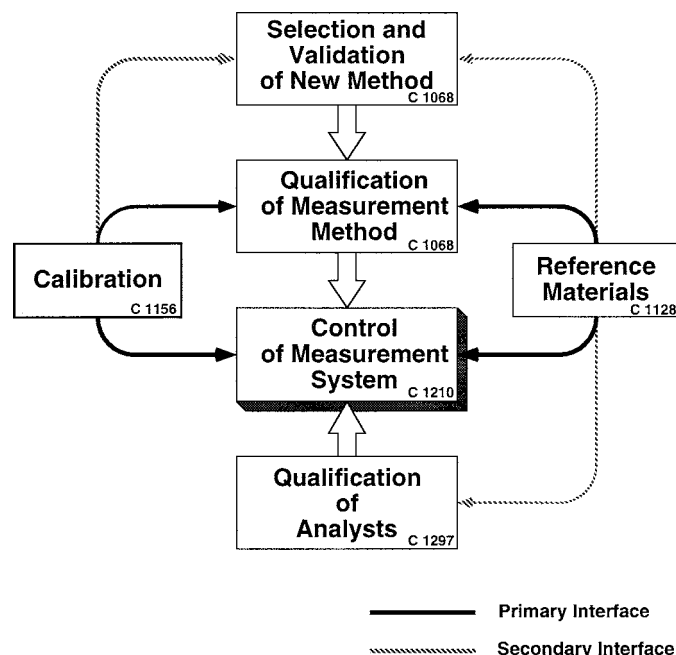 Selection and
Validation
of New Method
C 1068
Qualification
of Measurement
Method
C 1068
Calibration
C 1156
Reference
Materials
C 1128
Control
of Measurement
System
C 1210
Qualification
of
Analysts
C 1297
Primary Interface
Secondary Interface